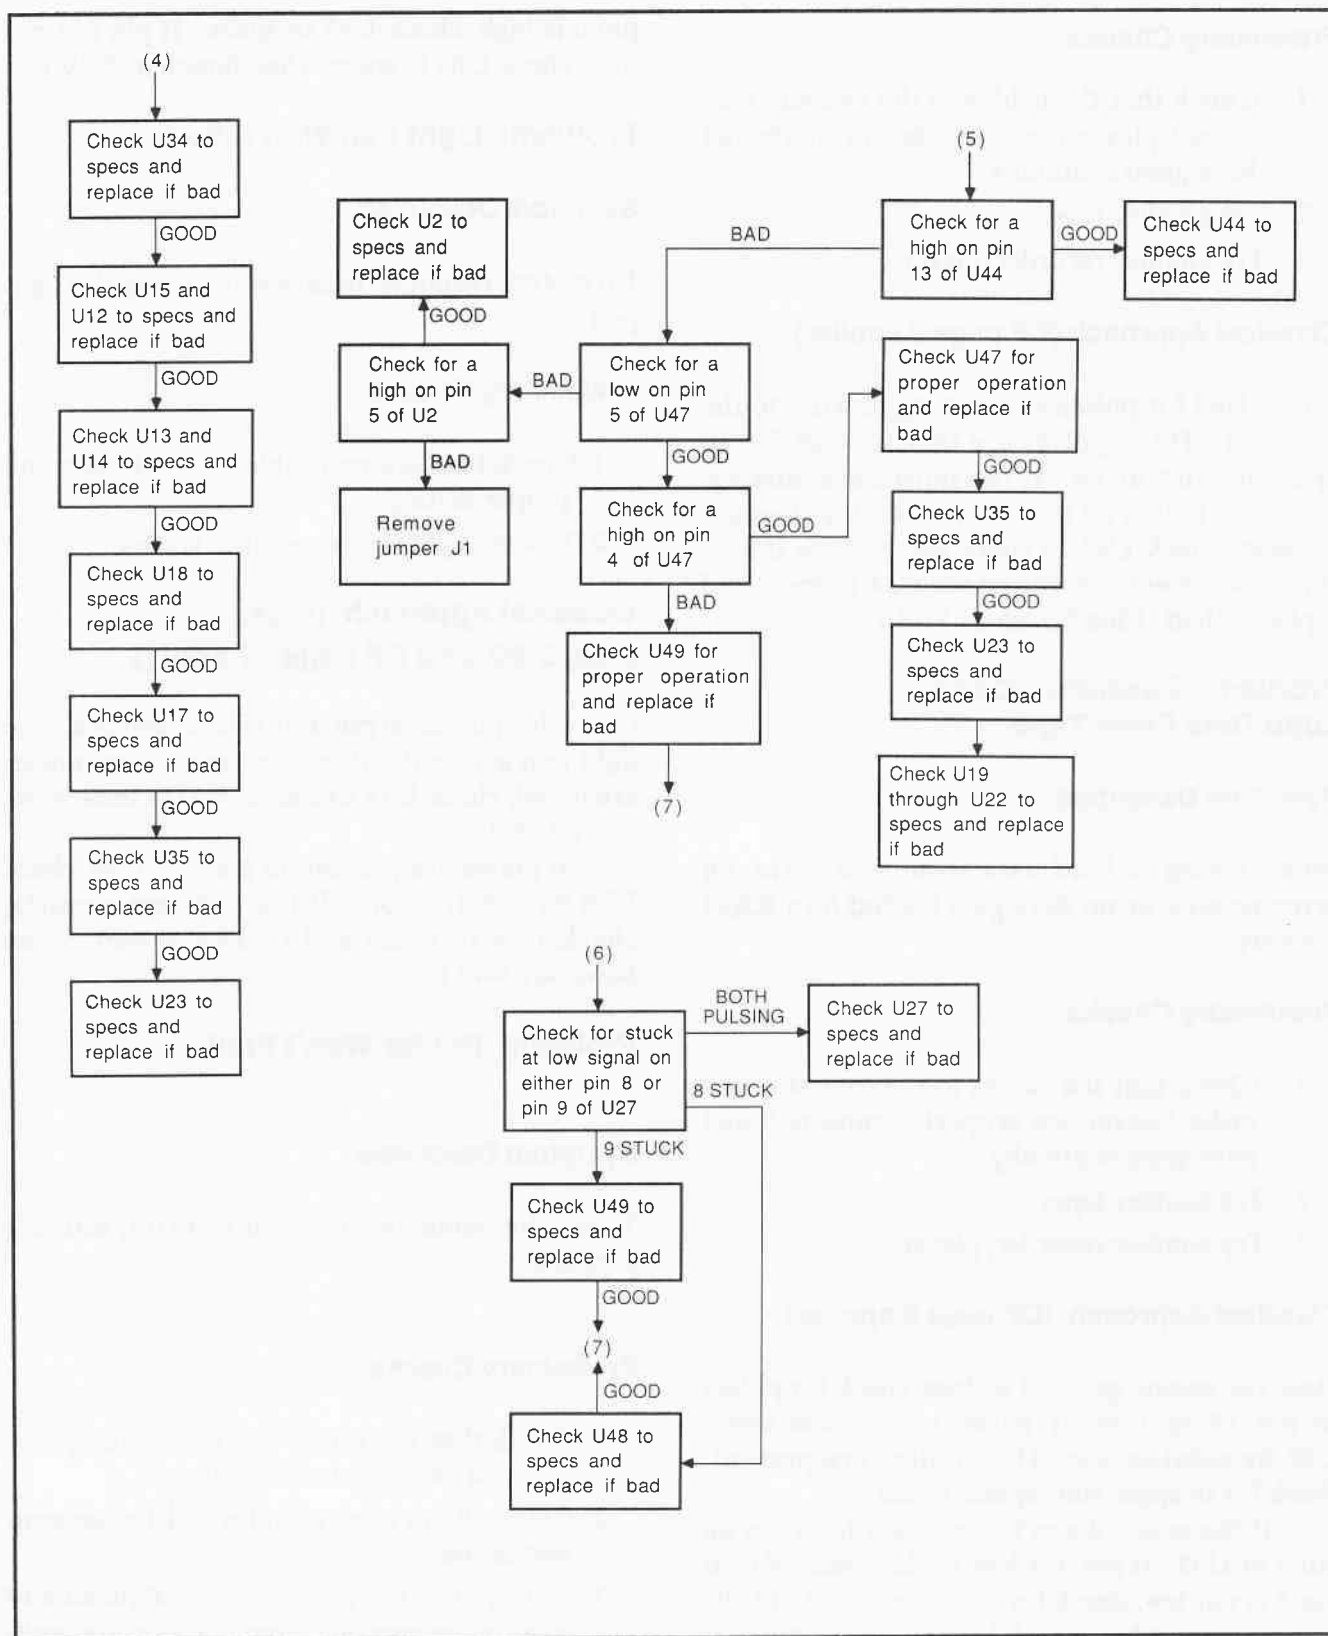 (4)
Check U34 to
specs and
replace if bad
GOOD
Check U15 and
U12 to specs and
replace if bad
GOOD
Check U13 and
U14 to specs and
replace if bad
GOOD
Check U18 to
specs and
replace if bad
GOOD
Check U17 to
specs and
replace if bad
GOOD
Check U35 to
specs and
replace if bad
GOOD
Check U23 to
specs and
replace if bad
(5)
Check for a
high on pin
13 of U44
GOOD
Check U44 to
specs and
replace if bad
BAD
Check for a
low on pin
5 of U47
BAD
Check for a
high on pin
5 of U2
GOOD
Check U2 to
specs and
replace if bad
BAD
Remove
jumper J1
GOOD
Check for a
high on pin
4 of U47
GOOD
Check U47 for
proper operation
and replace if
bad
GOOD
Check U35 to
specs and
replace if bad
GOOD
Check U23 to
specs and
replace if bad
Check U19
through U22 to
specs and replace
if bad
BAD
Check U49 for
proper operation
and replace if
bad
(7)
(6)
Check for stuck
at low signal on
either pin 8 or
pin 9 of U27
BOTH
PULSING
Check U27 to
specs and
replace if bad
8 STUCK
9 STUCK
Check U49 to
specs and
replace if bad
GOOD
(7)
GOOD
Check U48 to
specs and
replace if bad